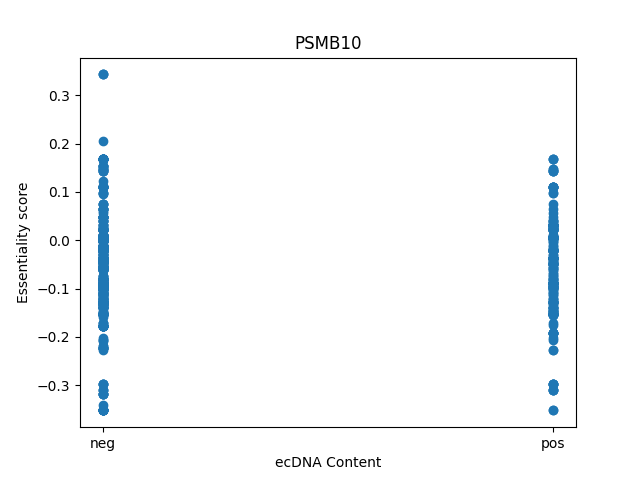 PSMB10
Essentiality score
0.3
0.2
0.1
0.0
−0.1
−0.2
−0.3
neg
pos
ecDNA Content